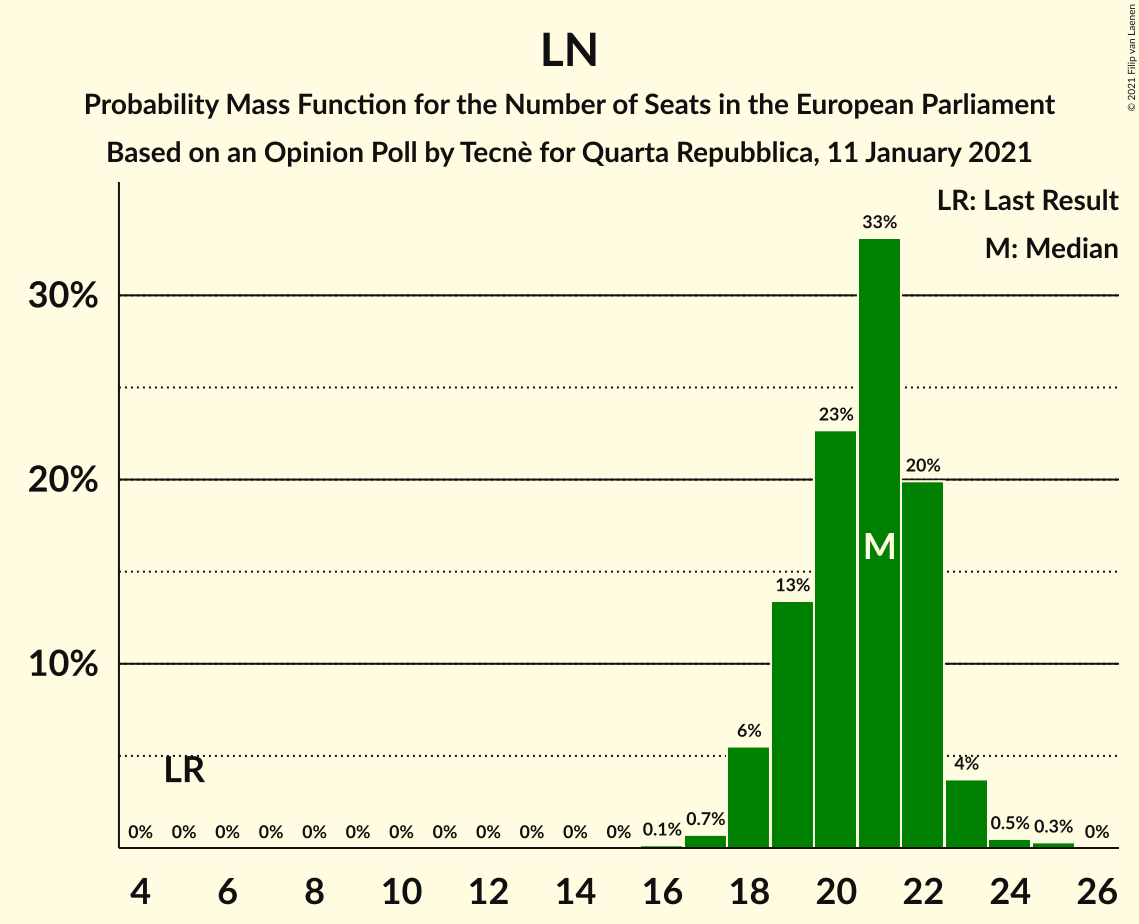 LN
Probability Mass Function for the Number of Seats in the European Parliament
Based on an Opinion Poll by Tecnè for Quarta Repubblica, 11 January 2021
© 2021 Filip van Laenen
LR: Last Result
M: Median
30%
20%
10%
33%
23%
20%
M
13%
6%
LR
4%
0% 0% 0% 0% 0% 0% 0% 0% 0% 0% 0% 0% 0.1% 0.7% 0.5% 0.3% 0%
4 6 8 10 12 14 16 18 20 22 24 26